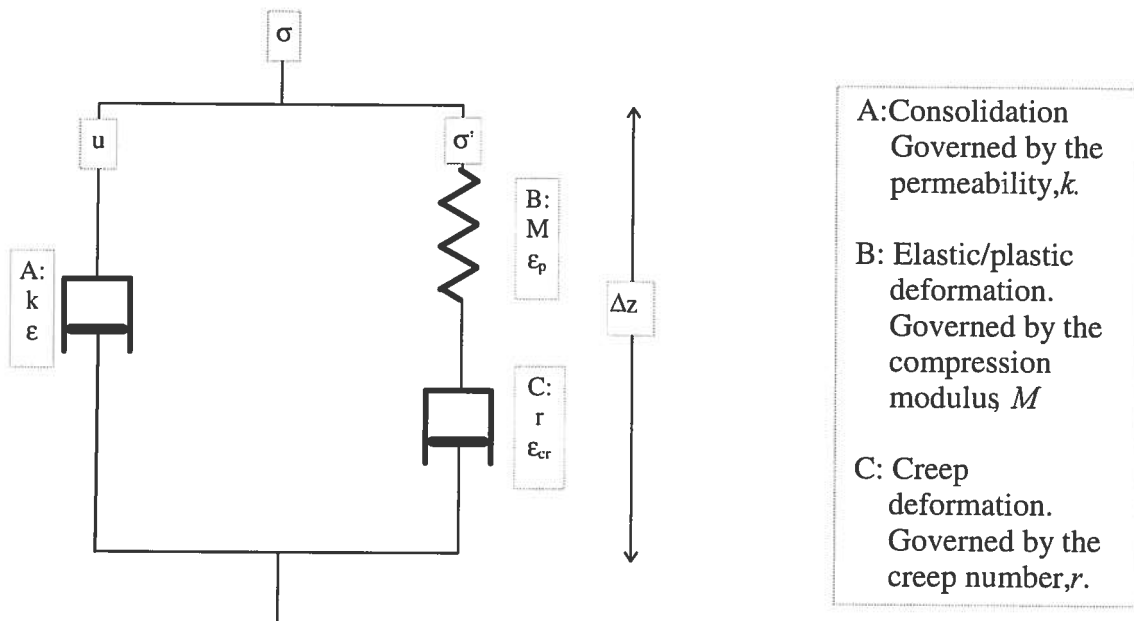 σ
u
σ'
B:
M
εp
A:
k
ε
Δz
C:
r
εcr
A:Consolidation
Governed by the
permeability,k.
B: Elastic/plastic
deformation.
Governed by the
compression
modulus, M
C: Creep
deformation.
Governed by the
creep number,r.